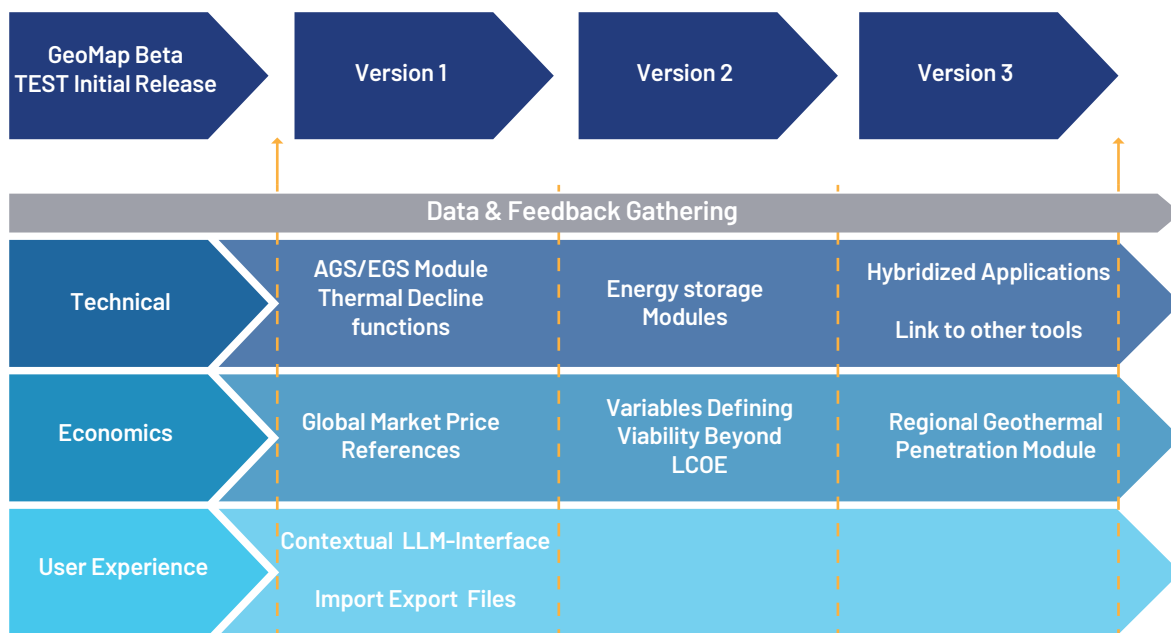 GeoMap Beta
TEST Initial Release
Version 1
Version 2
Version 3
Data & Feedback Gathering
Technical
AGS/EGS Module
Thermal Decline
functions
Energy storage
Modules
Hybridized Applications
Link to other tools
Economics
Global Market Price
References
Variables Defining
Viability Beyond
LCOE
Regional Geothermal
Penetration Module
User Experience
Contextual LLM-Interface
Import Export Files